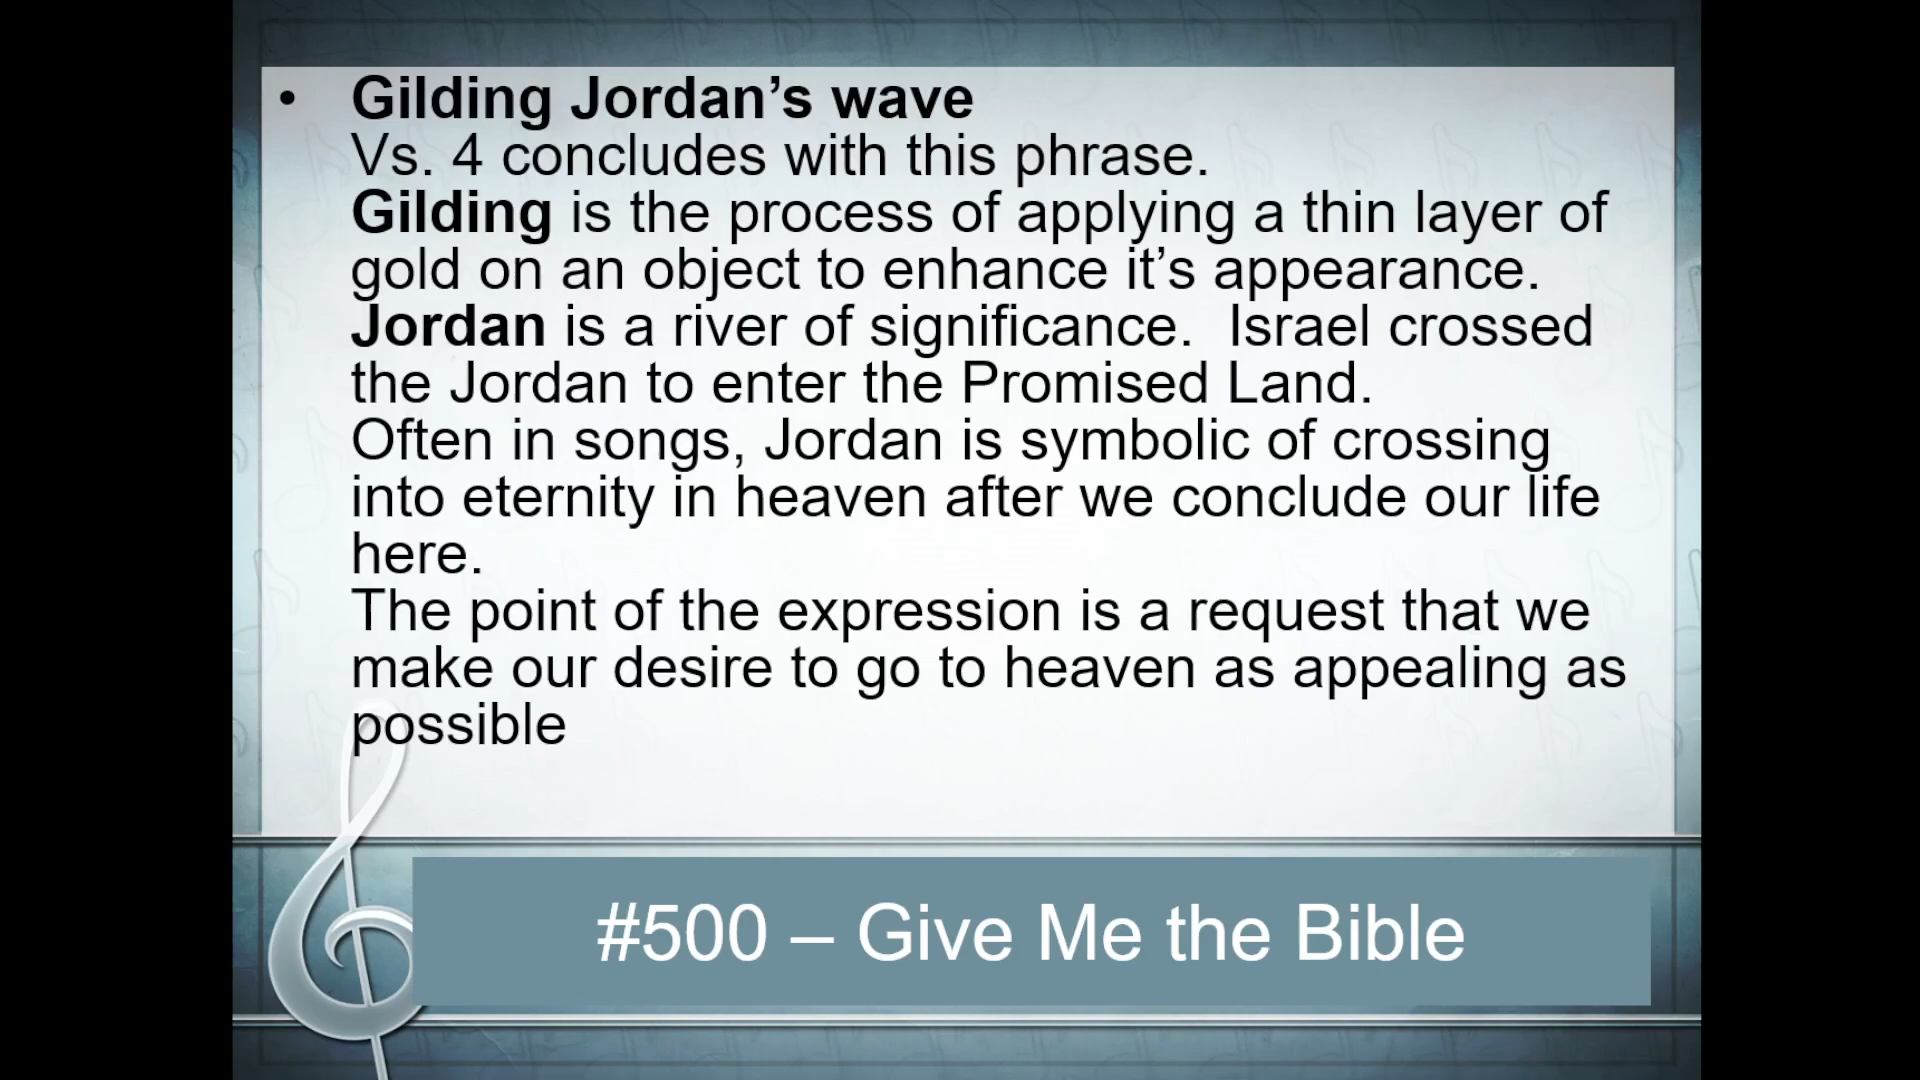 • Gilding Jordan’s wave
Vs. 4 concludes with this phrase.
Gilding is the process of applying a thin layer of
gold on an object to enhance it’s appearance.
Jordan is a river of significance.  Israel crossed
the Jordan to enter the Promised Land.
Often in songs, Jordan is symbolic of crossing
into eternity in heaven after we conclude our life
here.
The point of the expression is a request that we
make our desire to go to heaven as appealing as
possible
#500 – Give Me the Bible